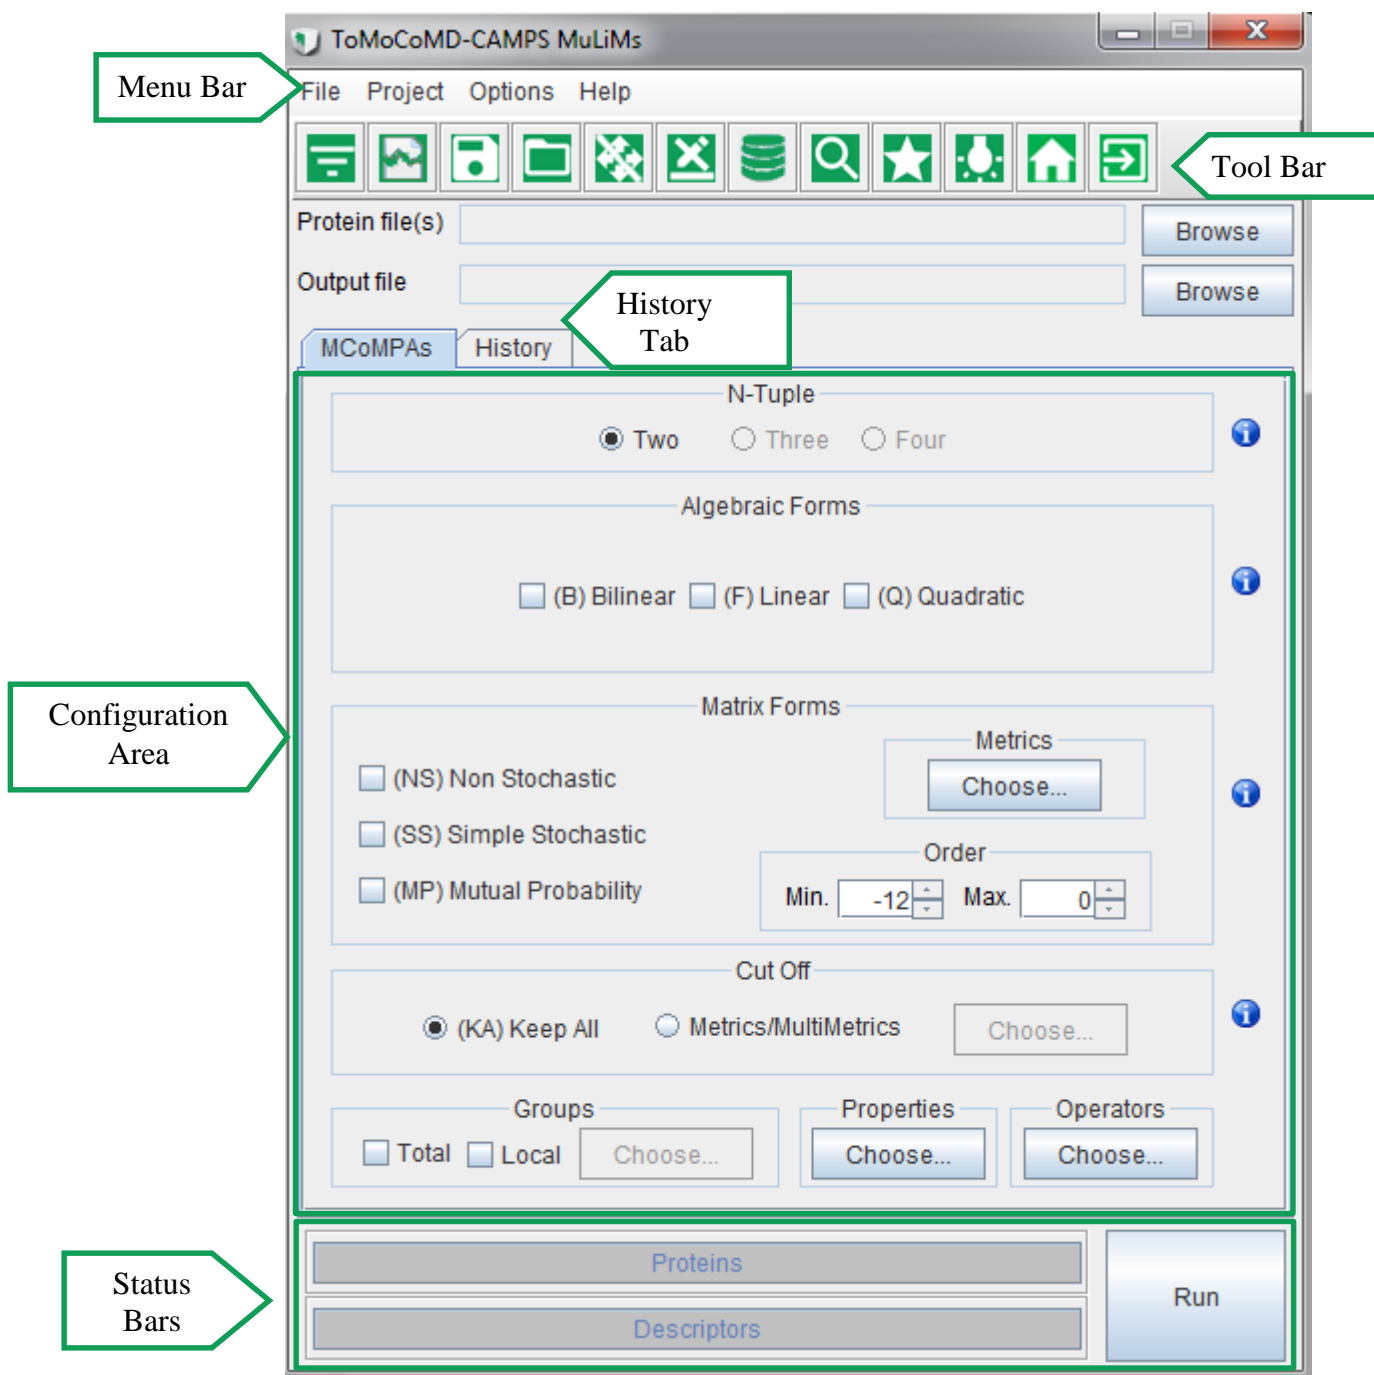 ToMoCoMD-CAMPS MuLiMs
Menu Bar
File Project Options Help
Tool Bar
Protein file(s)
Browse
Output file
Browse
History
Tab
MCoMPAs
History
N-Tuple
Two Three Four
Algebraic Forms
(B) Bilinear (F) Linear (Q) Quadratic
Configuration
Area
Matrix Forms
Metrics
(NS) Non Stochastic
Choose...
(SS) Simple Stochastic
Order
(MP) Mutual Probability
Min. -12 Max. 0
Cut Off
(KA) Keep All Metrics/MultiMetrics Choose...
Groups
Total Local Choose...
Properties
Choose...
Operators
Choose...
Status
Bars
Proteins
Descriptors
Run